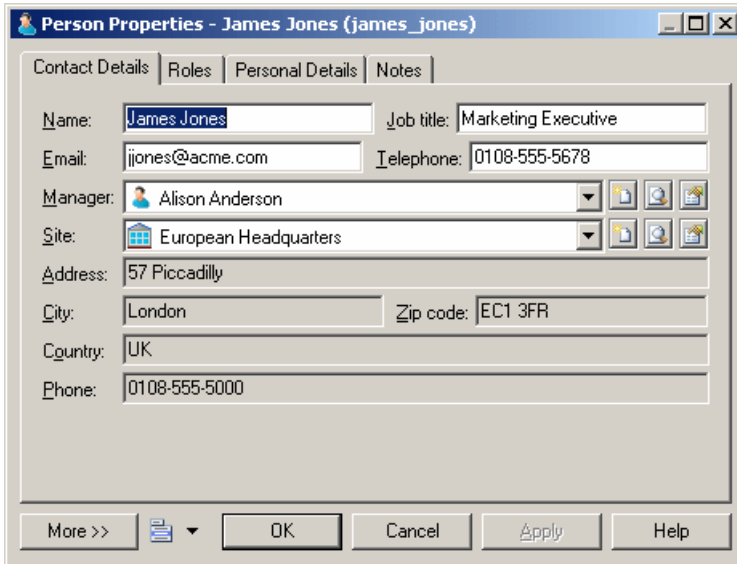 Person Properties - James Jones (james_jones)
Contact Details Roles Personal Details Notes
Name: James Jones Job title: Marketing Executive
Email: jjones@acme.com Telephone: 0108-555-5678
Manager: Alison Anderson
Site: European Headquarters
Address: 57 Piccadilly
City: London Zip code: EC1 3FR
Country: UK
Phone: 0108-555-5000
More >> OK Cancel Apply Help